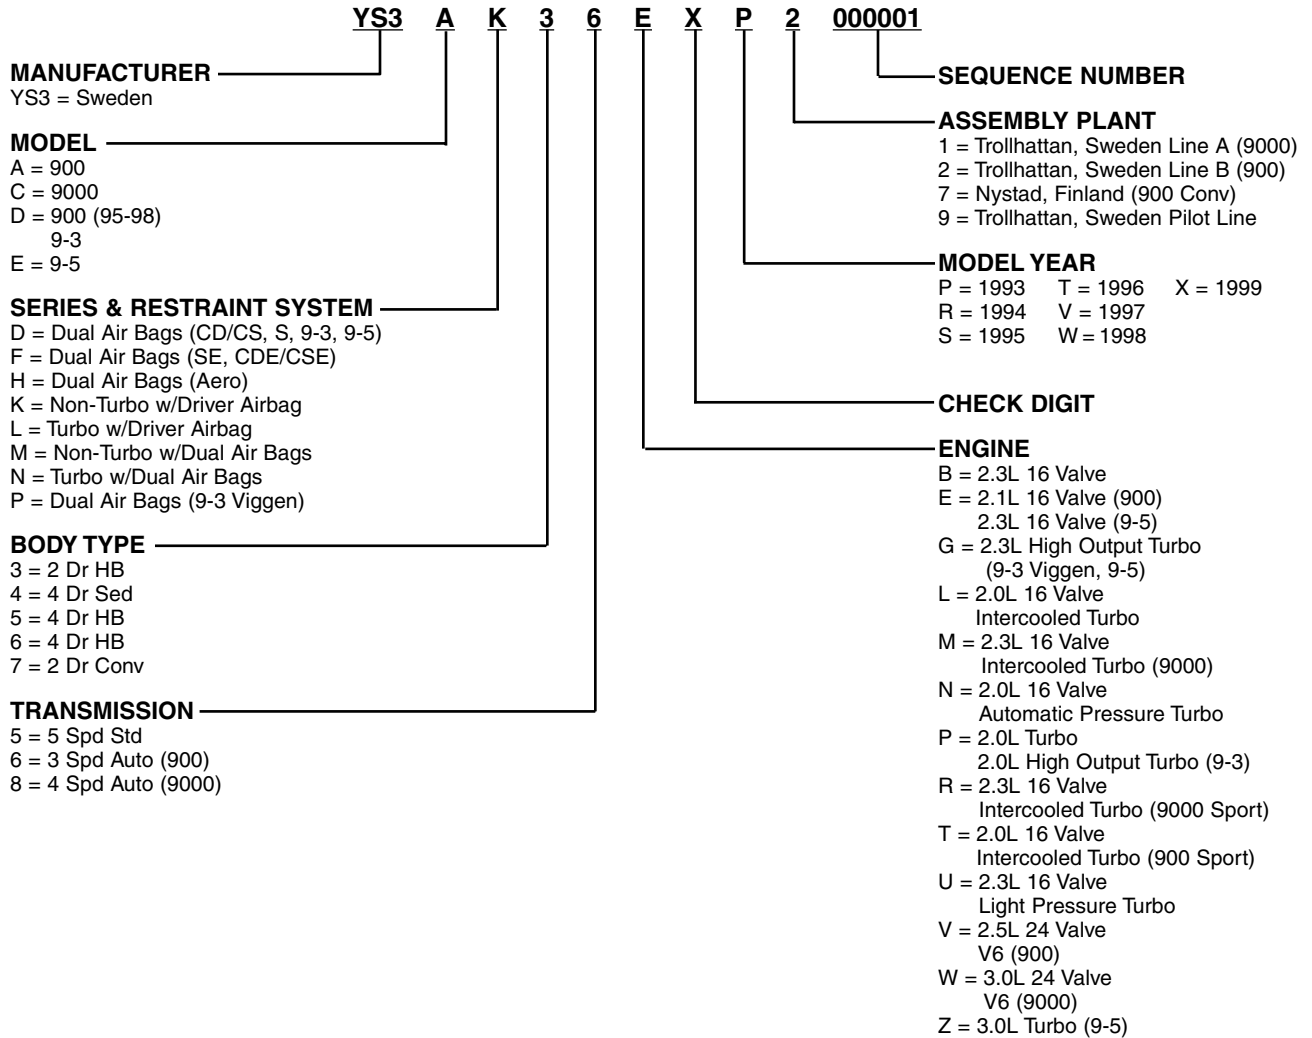 YS3 A K 3 6 E X P 2 000001
MANUFACTURER
YS3 = Sweden
MODEL
A = 900
C = 9000
D = 900 (95-98)
9-3
E = 9-5
SERIES & RESTRAINT SYSTEM
D = Dual Air Bags (CD/CS, S, 9-3, 9-5)
F = Dual Air Bags (SE, CDE/CSE)
H = Dual Air Bags (Aero)
K = Non-Turbo w/Driver Airbag
L = Turbo w/Driver Airbag
M = Non-Turbo w/Dual Air Bags
N = Turbo w/Dual Air Bags
P = Dual Air Bags (9-3 Viggen)
BODY TYPE
3 = 2 Dr HB
4 = 4 Dr Sed
5 = 4 Dr HB
6 = 4 Dr HB
7 = 2 Dr Conv
TRANSMISSION
5 = 5 Spd Std
6 = 3 Spd Auto (900)
8 = 4 Spd Auto (9000)
SEQUENCE NUMBER
ASSEMBLY PLANT
1 = Trollhattan, Sweden Line A (9000)
2 = Trollhattan, Sweden Line B (900)
7 = Nystad, Finland (900 Conv)
9 = Trollhattan, Sweden Pilot Line
MODEL YEAR
P = 1993 T = 1996 X = 1999
R = 1994 V = 1997
S = 1995 W = 1998
CHECK DIGIT
ENGINE
B = 2.3L 16 Valve
E = 2.1L 16 Valve (900)
2.3L 16 Valve (9-5)
G = 2.3L High Output Turbo
(9-3 Viggen, 9-5)
L = 2.0L 16 Valve
Intercooled Turbo
M = 2.3L 16 Valve
Intercooled Turbo (9000)
N = 2.0L 16 Valve
Automatic Pressure Turbo
P = 2.0L Turbo
2.0L High Output Turbo (9-3)
R = 2.3L 16 Valve
Intercooled Turbo (9000 Sport)
T = 2.0L 16 Valve
Intercooled Turbo (900 Sport)
U = 2.3L 16 Valve
Light Pressure Turbo
V = 2.5L 24 Valve
V6 (900)
W = 3.0L 24 Valve
V6 (9000)
Z = 3.0L Turbo (9-5)